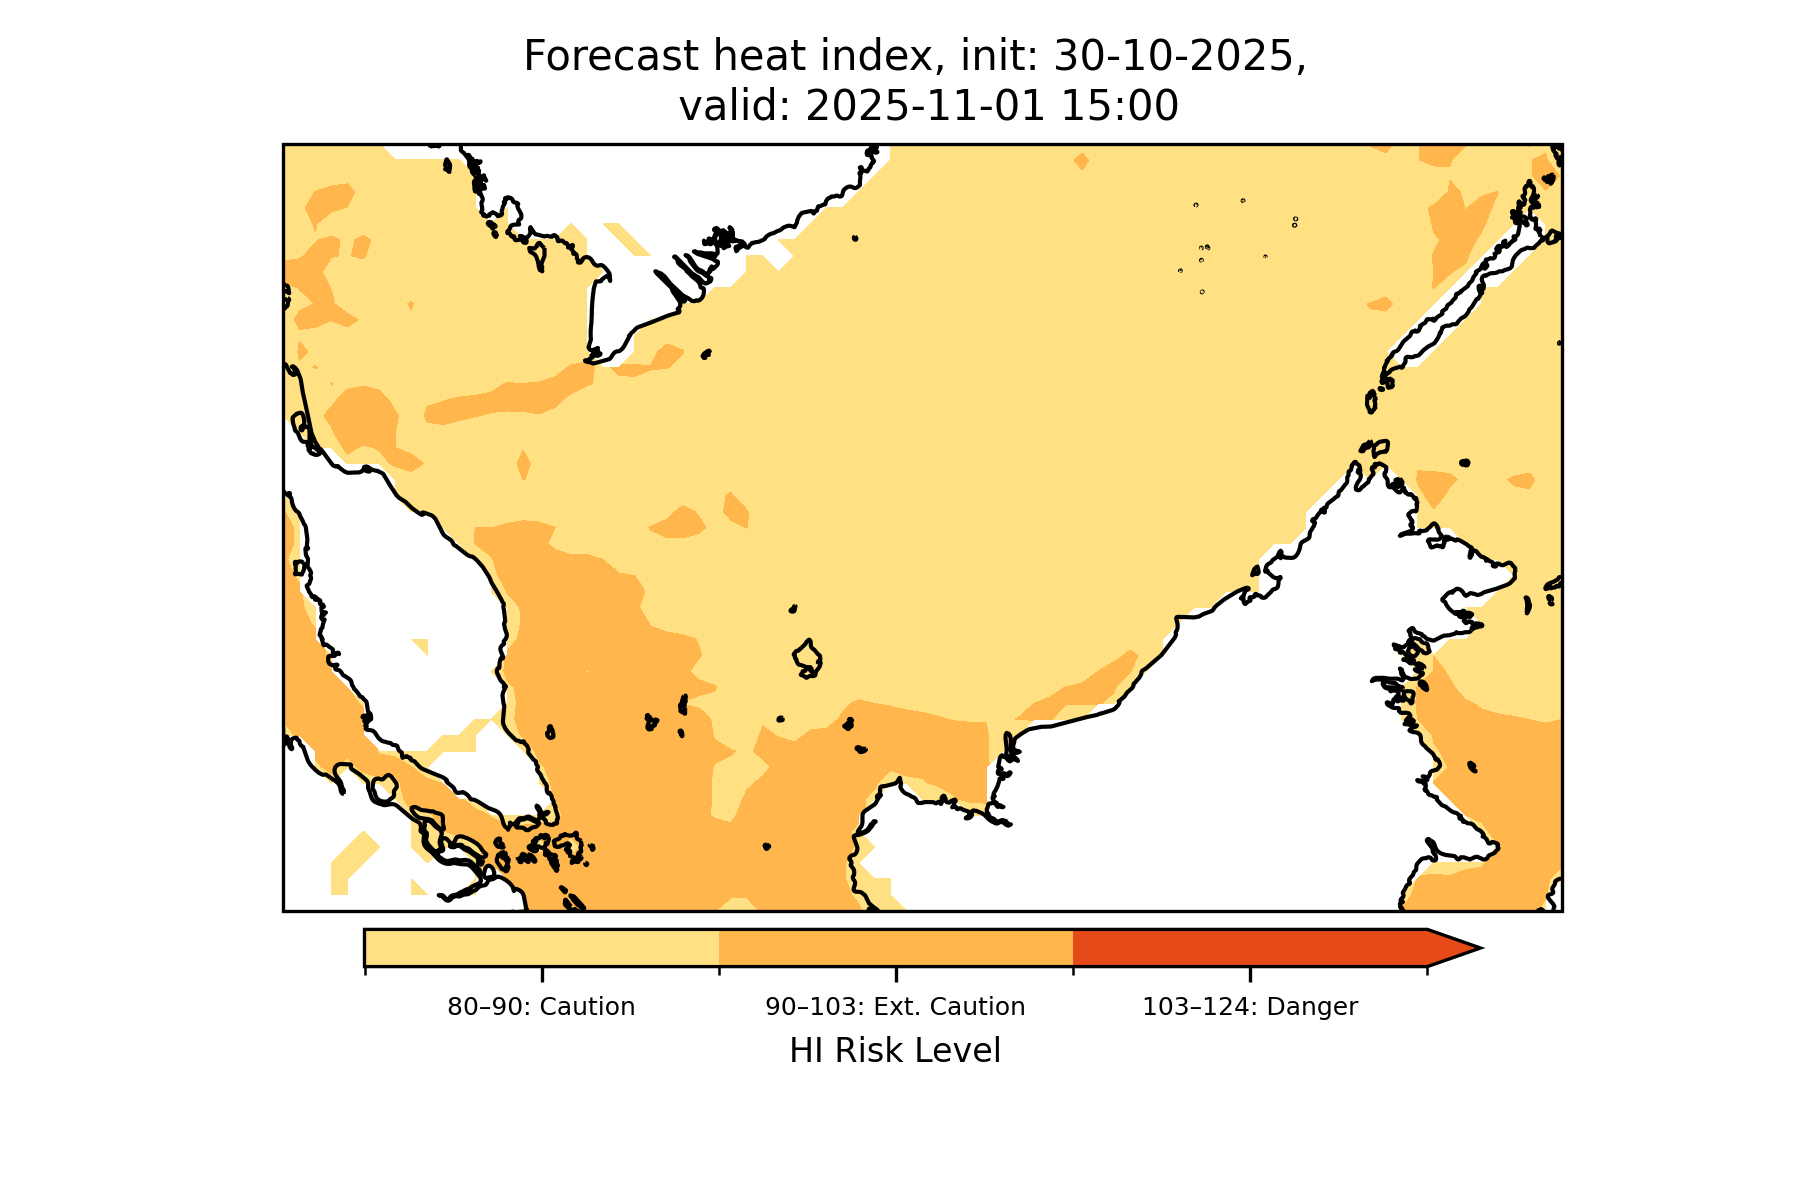 Forecast heat index, init: 30-10-2025,
valid: 2025-11-01 15:00
80–90: Caution
90–103: Ext. Caution
103–124: Danger
HI Risk Level